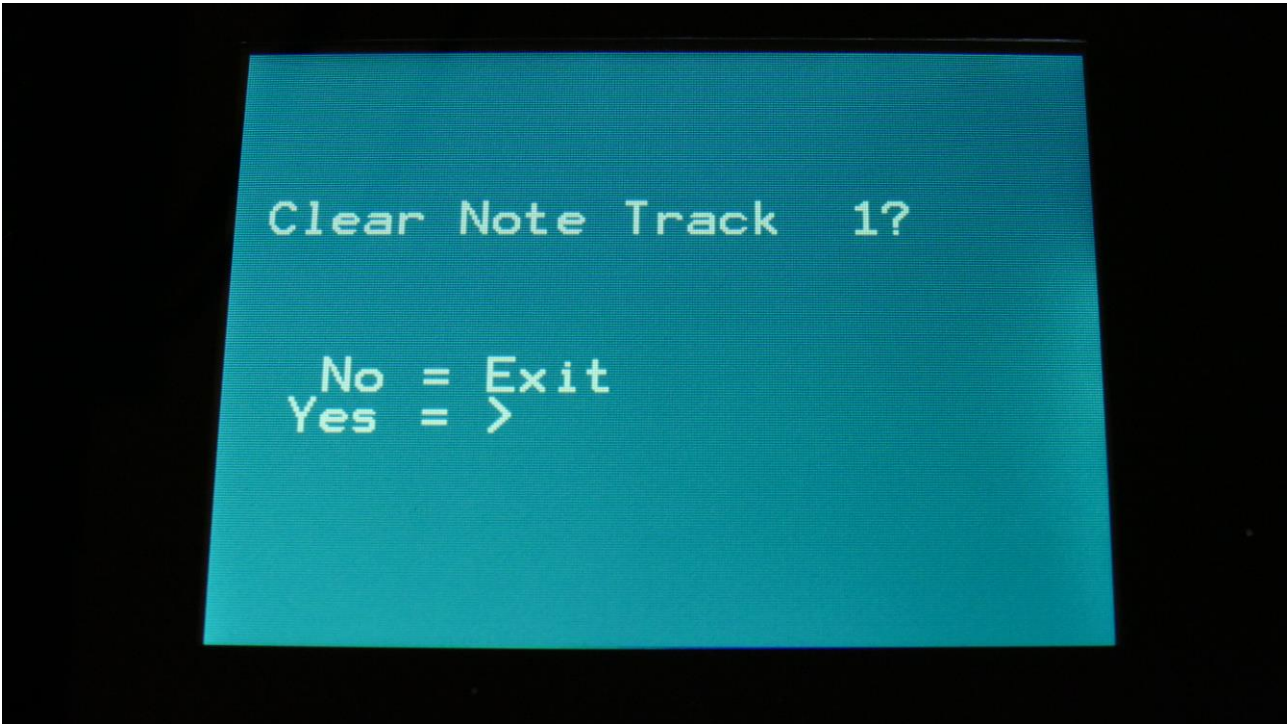 Clear Note Track 1?
No = Exit
Yes = >